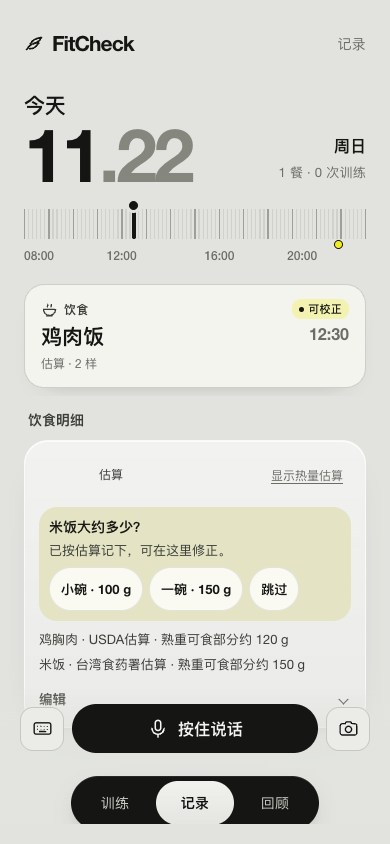 FitCheck
记录
今天
11.22
周日
1 餐 · 0 次训练
08:00 12:00 16:00 20:00
饮食
可校正
鸡肉饭
12:30
估算 · 2 样
饮食明细
估算
显示热量估算
米饭大约多少?
已按估算记下，可在这里修正。
小碗 · 100 g
一碗 · 150 g
跳过
鸡胸肉 · USDA估算 · 熟重可食部分约 120 g
米饭 · 台湾食药署估算 · 熟重可食部分约 150 g
编辑
按住说话
训练
记录
回顾